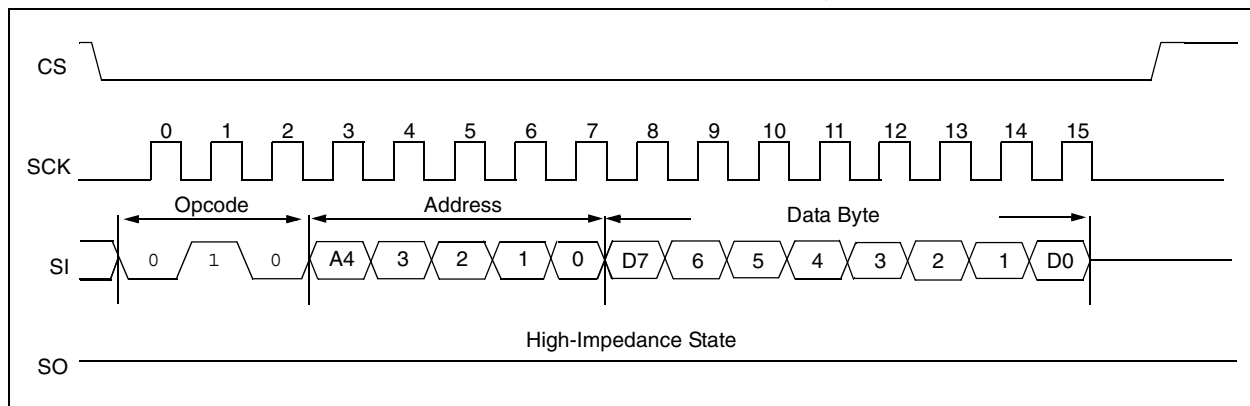 CS
0 1 2 3 4 5 6 7 8 9 10 11 12 13 14 15
SCK
Opcode Address Data Byte
SI 0 1 0 A4 3 2 1 0 D7 6 5 4 3 2 1 D0
High-Impedance State
SO